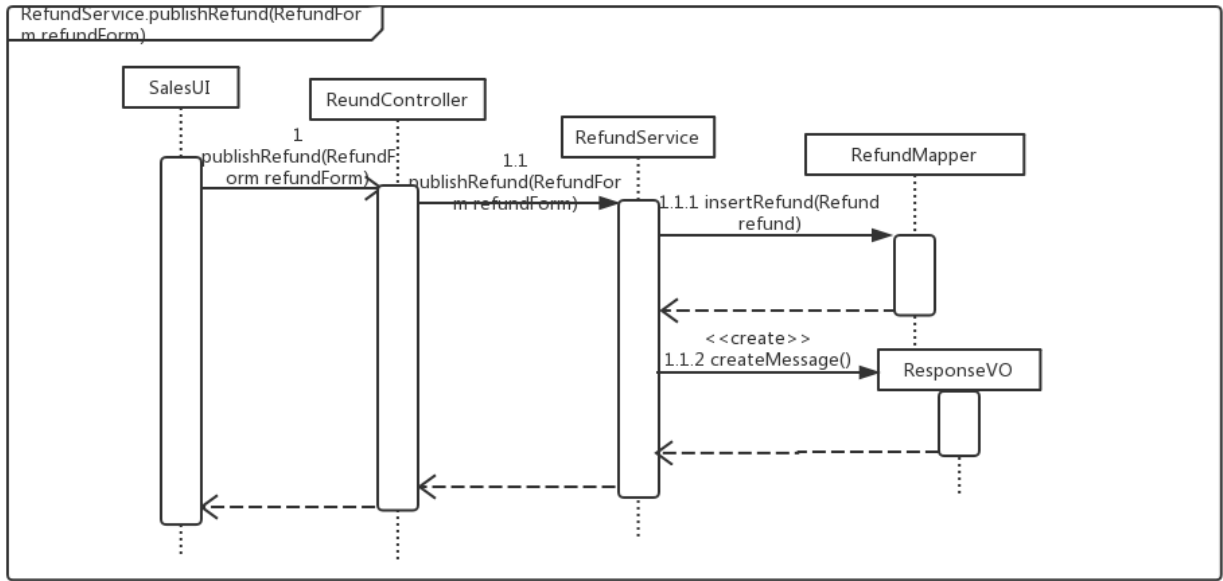 RefundService.publishRefund(RefundFor
m refundForm)
SalesUI
ReundController
RefundService
RefundMapper
1
publishRefund(RefundF
orm refundForm)
1.1
publishRefund(RefundFor
m refundForm)
1.1.1 insertRefund(Refund
refund)
<<create>>
1.1.2 createMessage()
ResponseVO